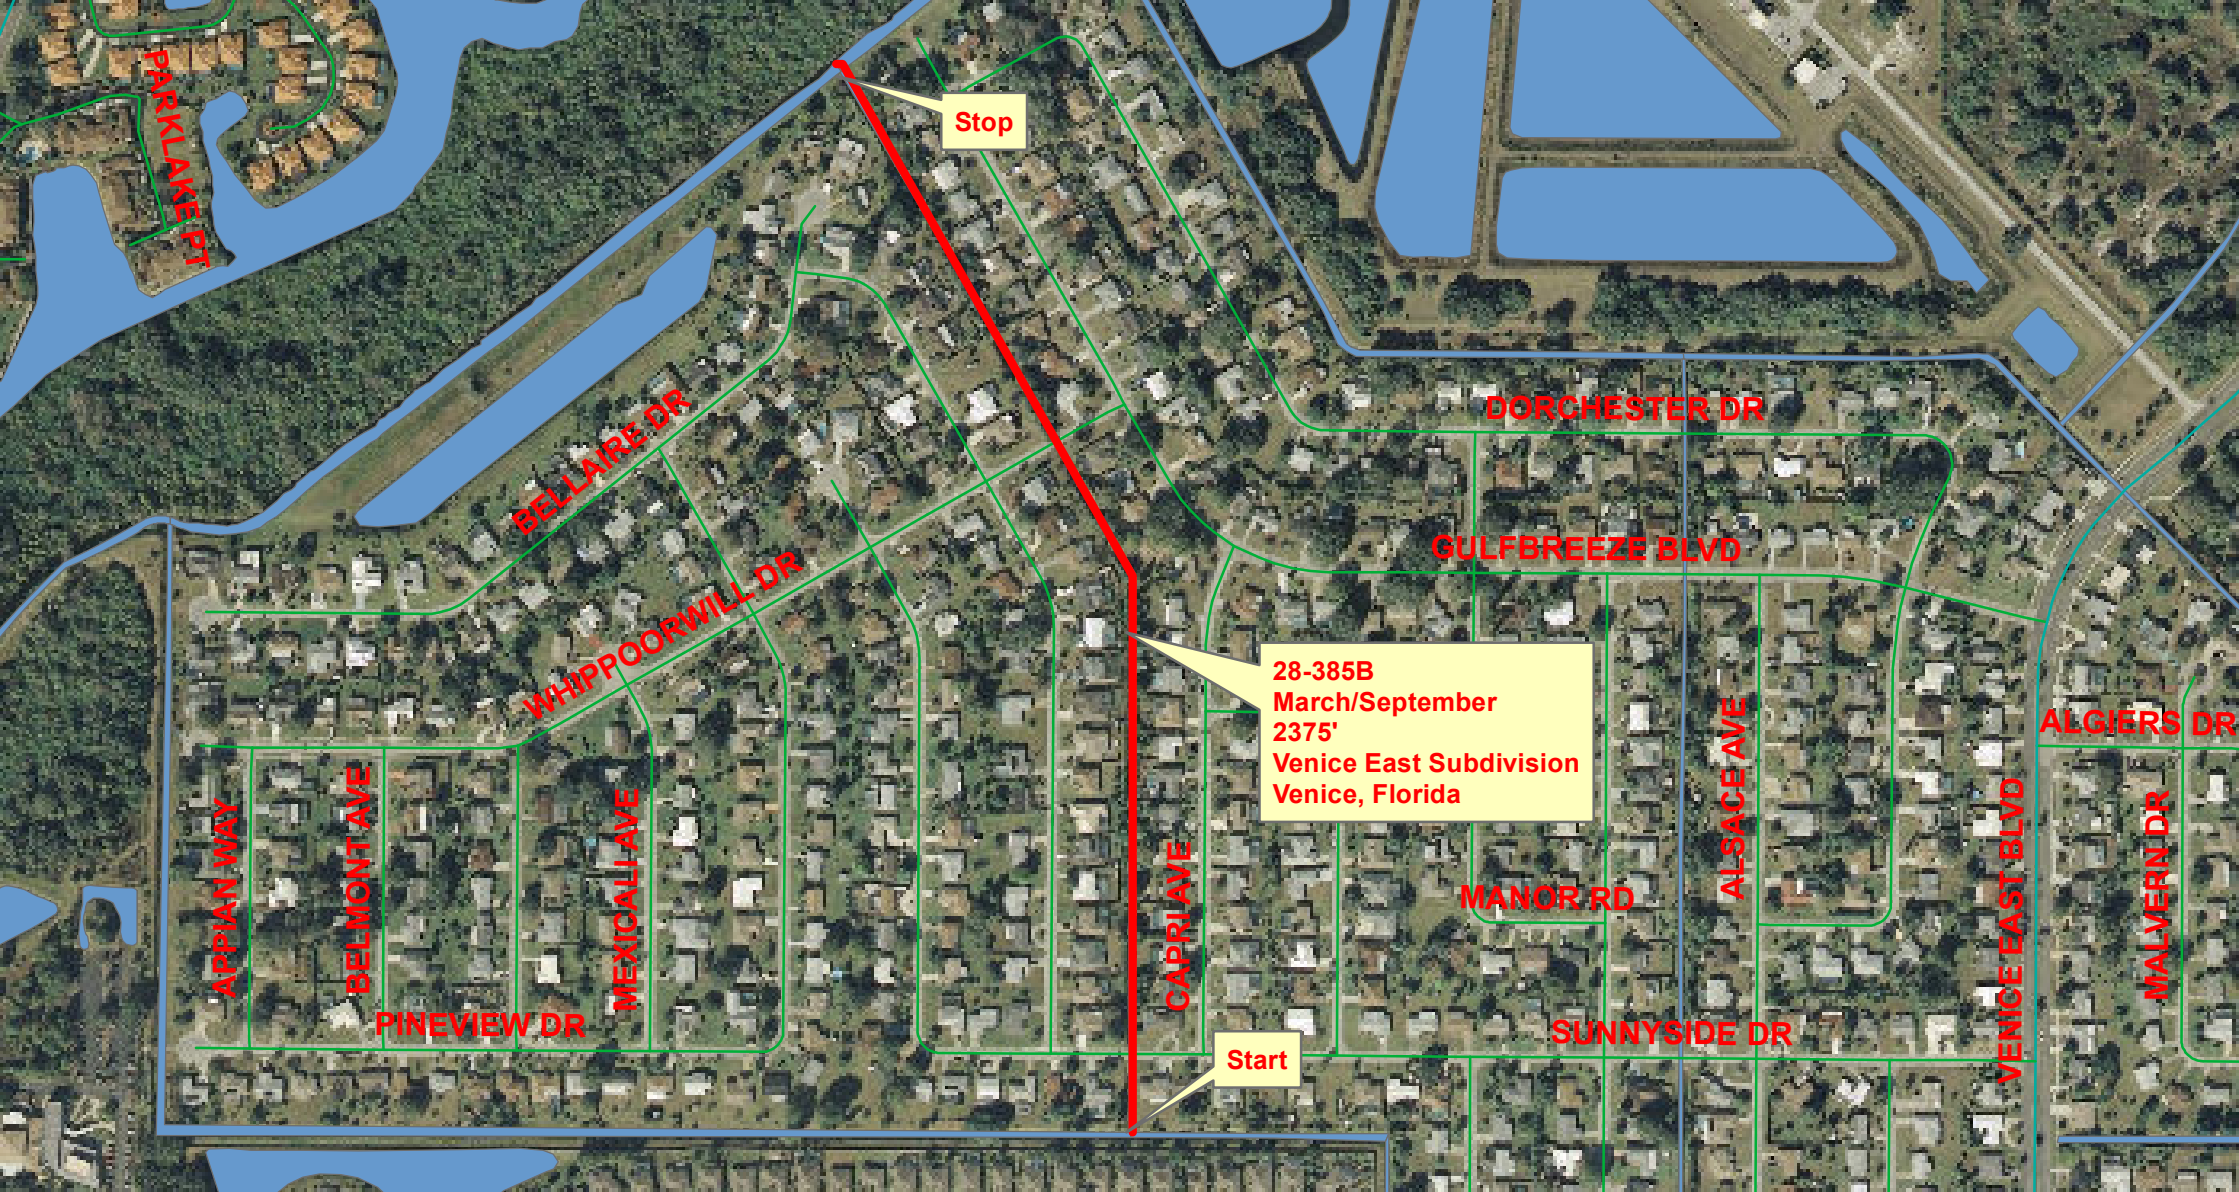 PARKLAKE PT
Stop
BELLAIRE DR
DORCHESTER DR
GULFBREEZE BLVD
WHIPPOORWILL DR
28-385B
March/September
2375'
Venice East Subdivision
Venice, Florida
ALGIERS DR
APPIAN WAY
BELMONT AVE
MEXICALI AVE
CAPRI AVE
MANOR RD
ALSACE AVE
VENICE EAST BLVD
MALVERN DR
PINEVIEW DR
SUNNYSIDE DR
Start